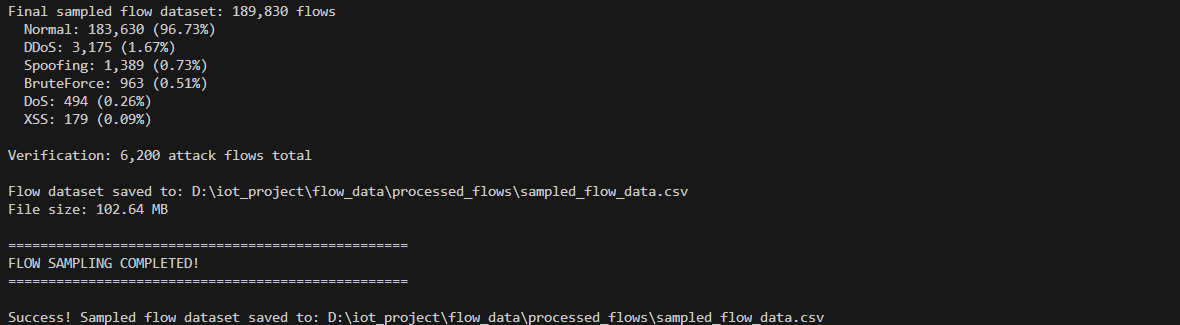 Final sampled flow dataset: 189,830 flows
Normal: 183,630 (96.73%)
DDoS: 3,175 (1.67%)
Spoofing: 1,389 (0.73%)
BruteForce: 963 (0.51%)
DoS: 494 (0.26%)
XSS: 179 (0.09%)
Verification: 6,200 attack flows total
Flow dataset saved to: D:\iot_project\flow_data\processed_flows\sampled_flow_data.csv
File size: 102.64 MB
==================================================
FLOW SAMPLING COMPLETED!
==================================================
Success! Sampled flow dataset saved to: D:\iot_project\flow_data\processed_flows\sampled_flow_data.csv